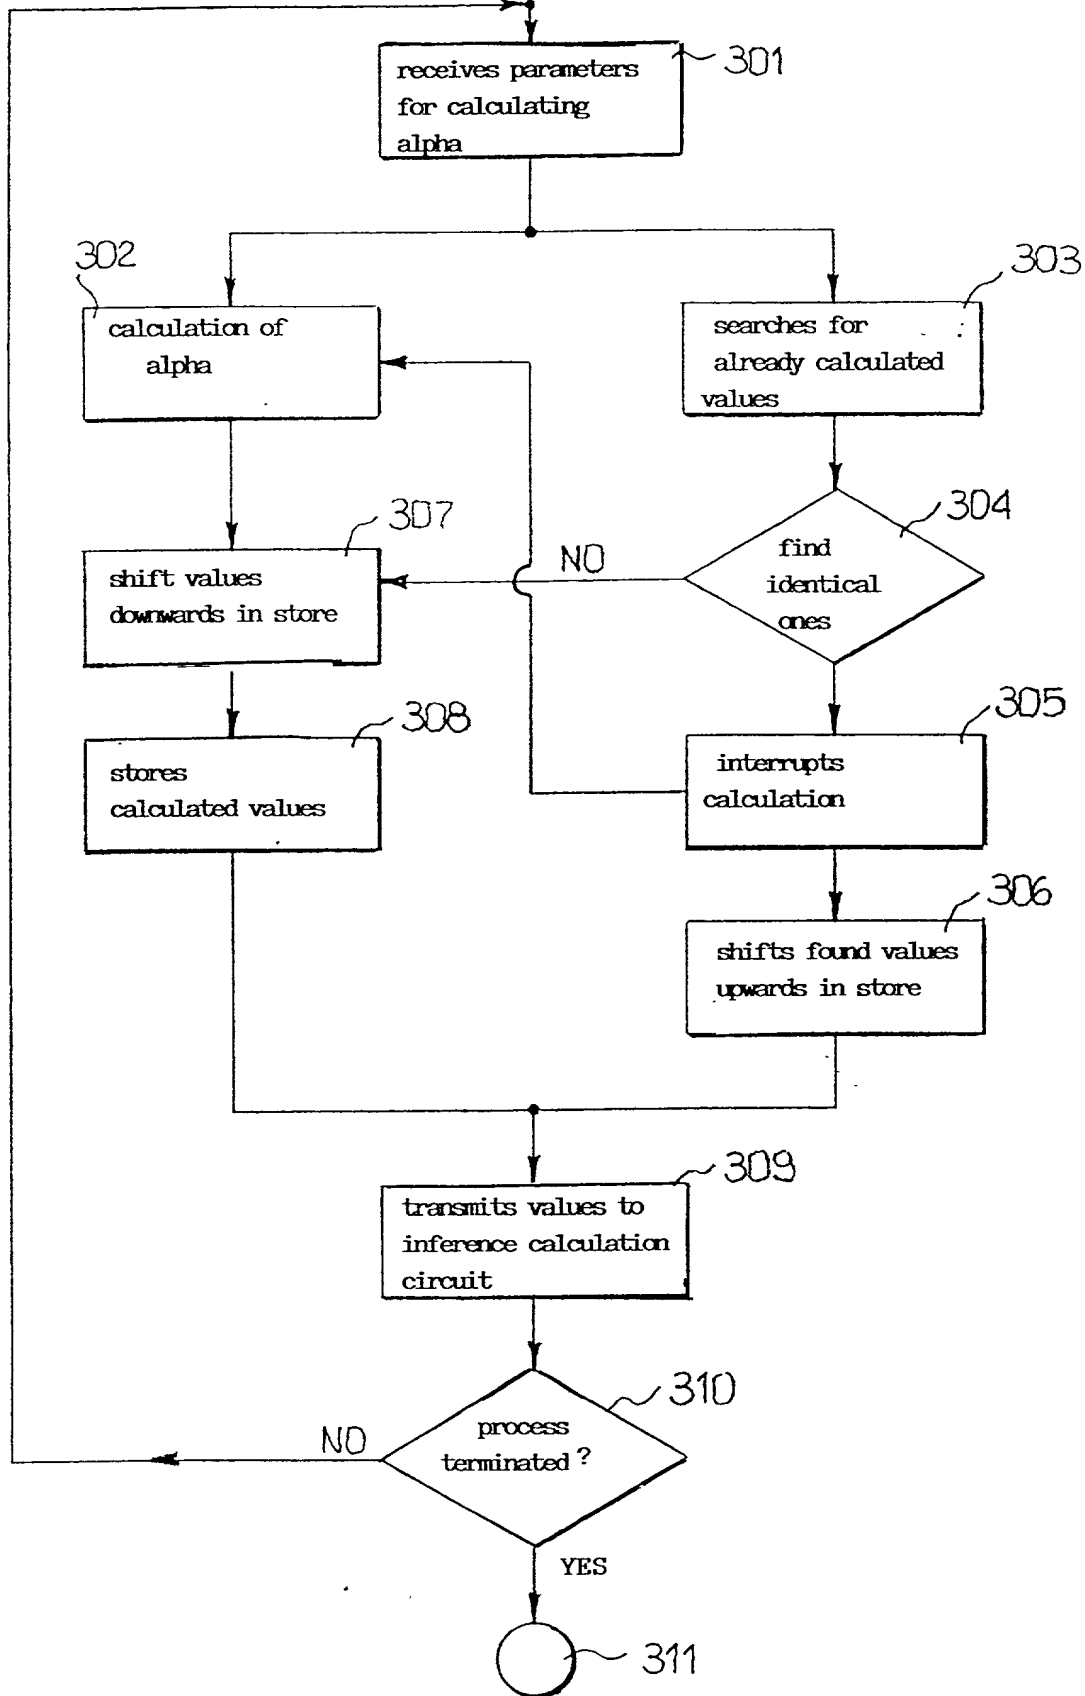 301
receives parameters
for calculating
alpha
302
303
calculation of
alpha
searches for
already calculated
values
307
304
NO
find
identical
ones
shift values
downwards in store
308
305
stores
calculated values
interrupts
calculation
306
shifts found values
upwards in store
309
transmits values to
inference calculation
circuit
310
NO
process
terminated?
YES
311